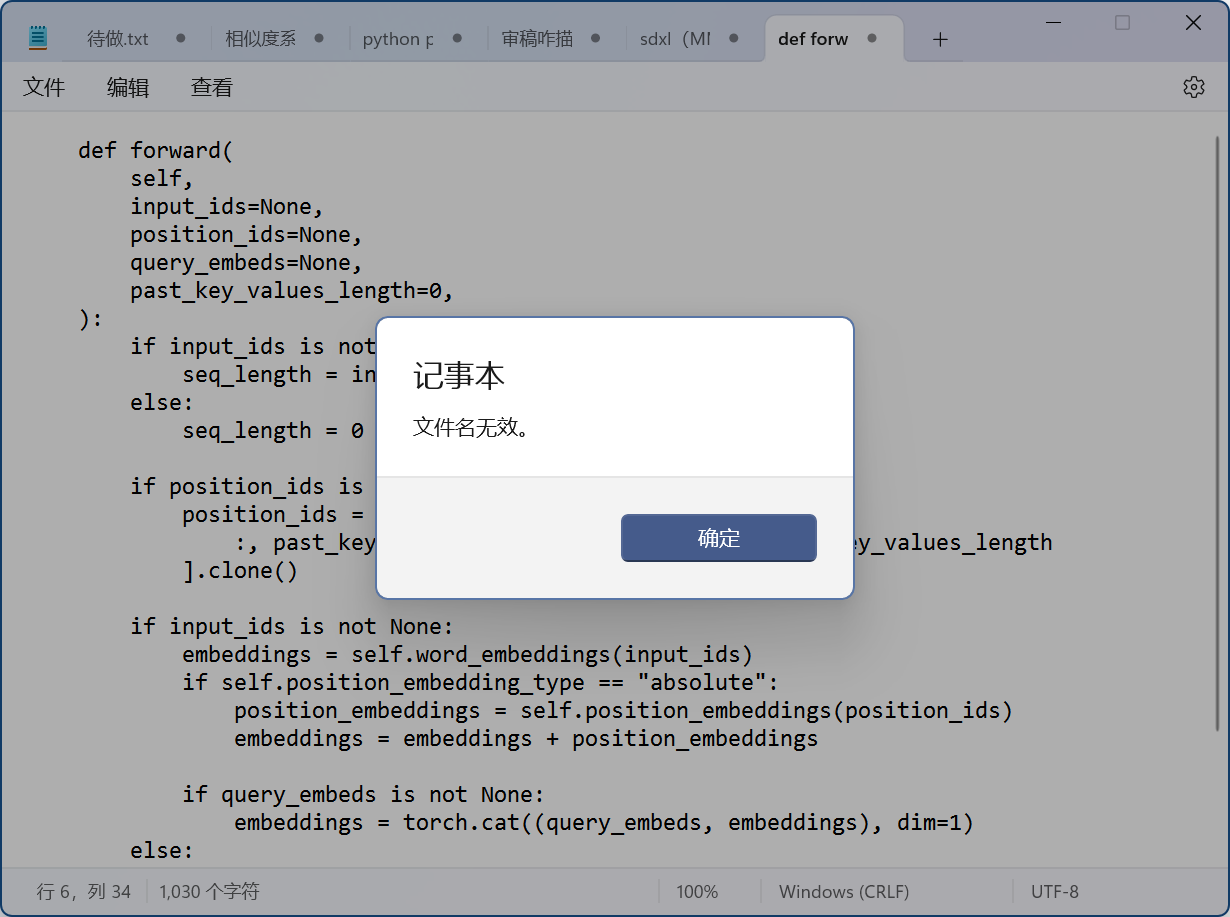 待做.txt
相似度系
python p
审稿咋描
sdxl（MI
def forw
文件 编辑 查看
def forward(
self,
input_ids=None,
position_ids=None,
query_embeds=None,
past_key_values_length=0,
):
if input_ids is not
seq_length = in
else:
seq_length = 0
if position_ids is
position_ids =
:, past_key
y_values_length
].clone()
if input_ids is not None:
embeddings = self.word_embeddings(input_ids)
if self.position_embedding_type == "absolute":
position_embeddings = self.position_embeddings(position_ids)
embeddings = embeddings + position_embeddings
if query_embeds is not None:
embeddings = torch.cat((query_embeds, embeddings), dim=1)
else:
记事本
文件名无效。
确定
行 6，列 34
1,030 个字符
100%
Windows (CRLF)
UTF-8